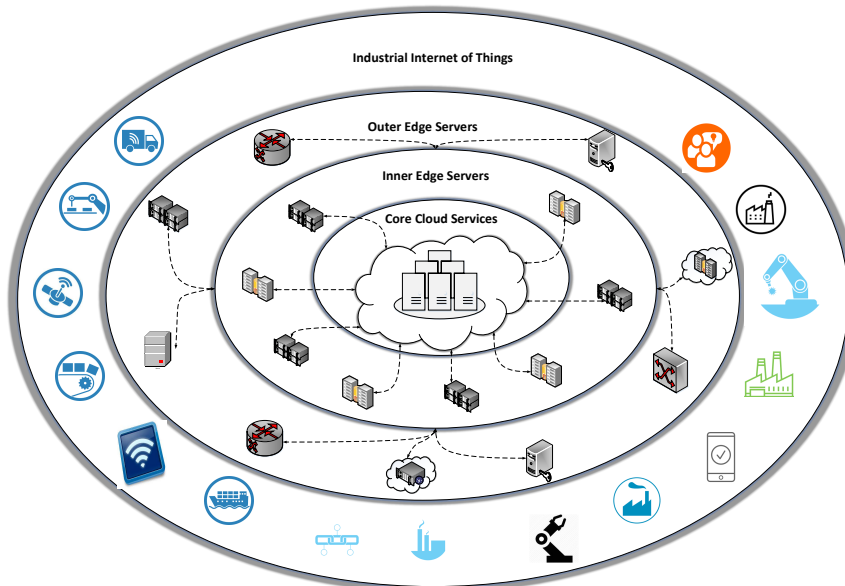 Industrial Internet of Things
Outer Edge Servers
Inner Edge Servers
Core Cloud Services